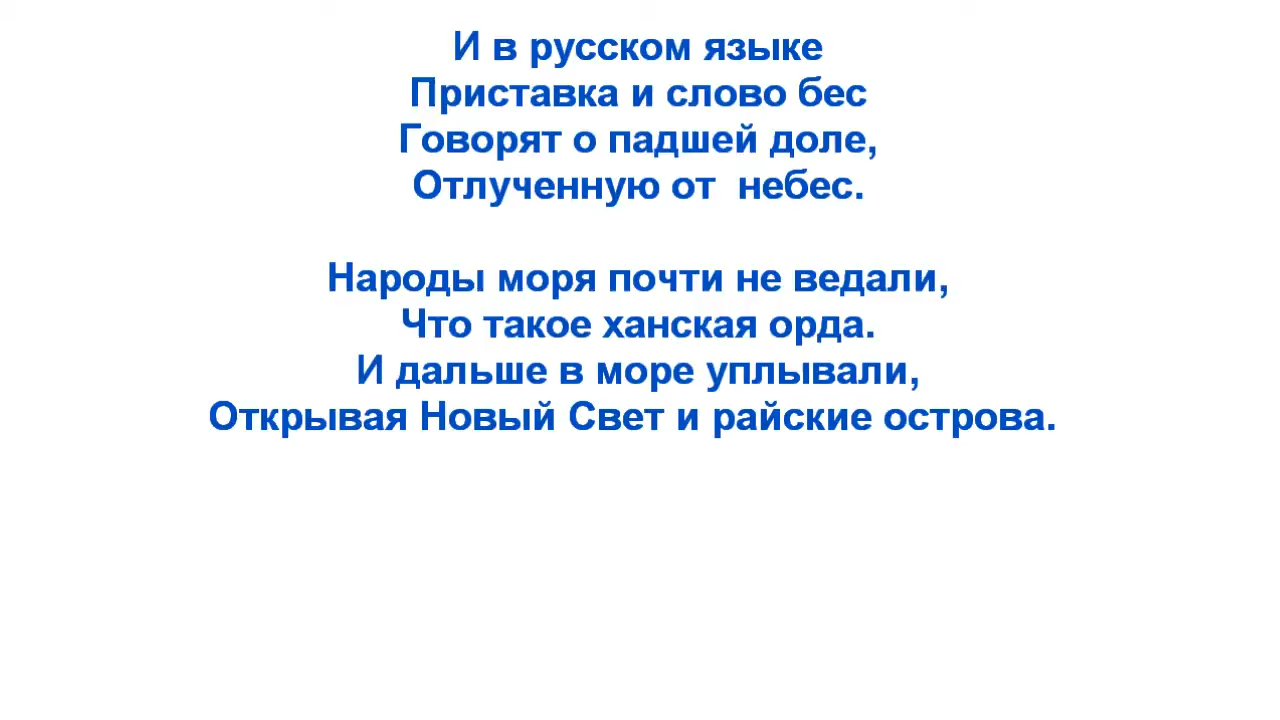 И в русском языке
Приставка и слово бес
Говорят о падшей доле,
Отлученную от  небес.

Народы моря почти не ведали,
Что такое ханская орда.
И дальше в море уплывали,
Открывая Новый Свет и райские острова.